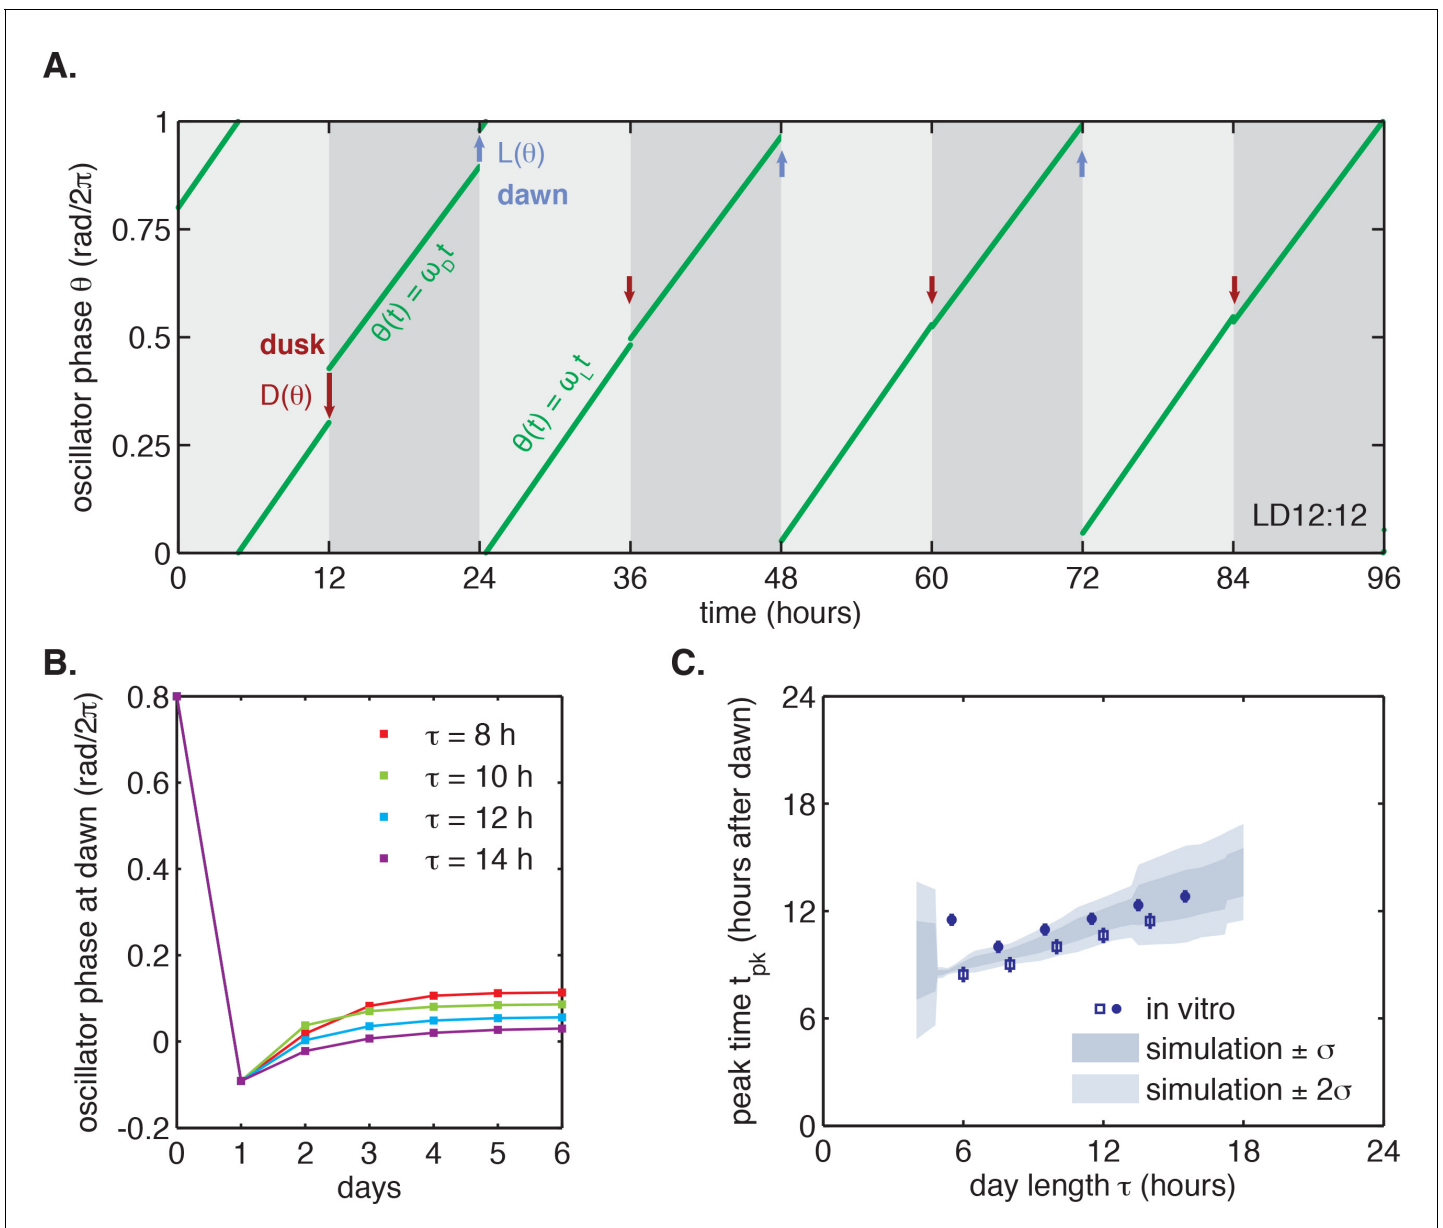 A.
oscillator phase θ (rad/2π)
1
0.75
0.5
0.25
0
L(θ)
dawn
dusk
D(θ)
θ(t) = ω_D t
θ(t) = ω_L t
LD12:12
0 12 24 36 48 60 72 84 96
time (hours)
B.
oscillator phase at dawn (rad/2π)
0.8
0.6
0.4
0.2
0
-0.2
τ = 8 h
τ = 10 h
τ = 12 h
τ = 14 h
0 1 2 3 4 5 6
days
C.
peak time t_pk (hours after dawn)
24
18
12
6
0
in vitro
simulation ± σ
simulation ± 2σ
0 6 12 18 24
day length τ (hours)